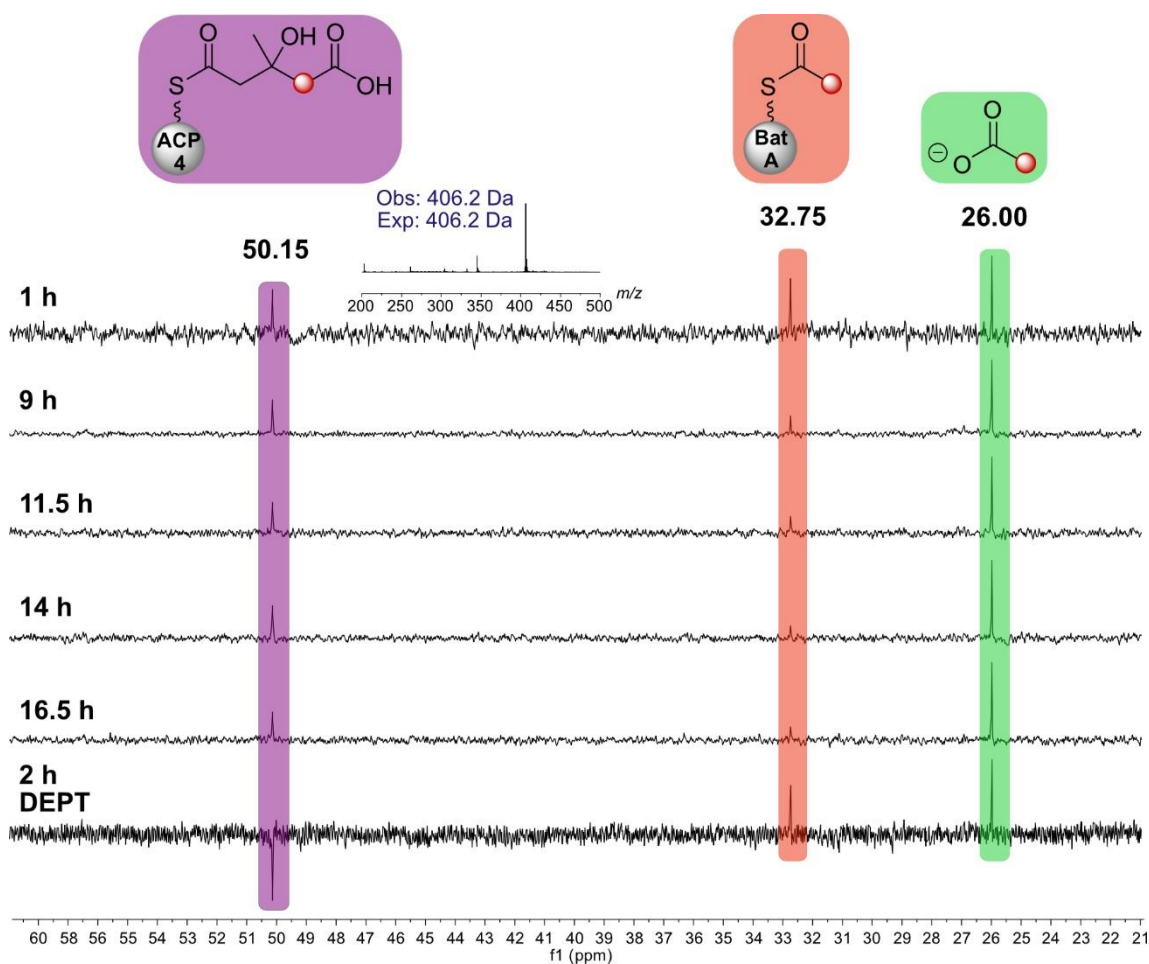 O OH O
S OH
ACP
4
O
S
Bat
A
O
⊖ O
Obs: 406.2 Da
Exp: 406.2 Da
50.15
32.75
26.00
200 250 300 350 400 450 500 m/z
1 h
9 h
11.5 h
14 h
16.5 h
2 h
DEPT
60 59 58 57 56 55 54 53 52 51 50 49 48 47 46 45 44 43 42 41 40 39 38 37 36 35 34 33 32 31 30 29 28 27 26 25 24 23 22 21
f1 (ppm)